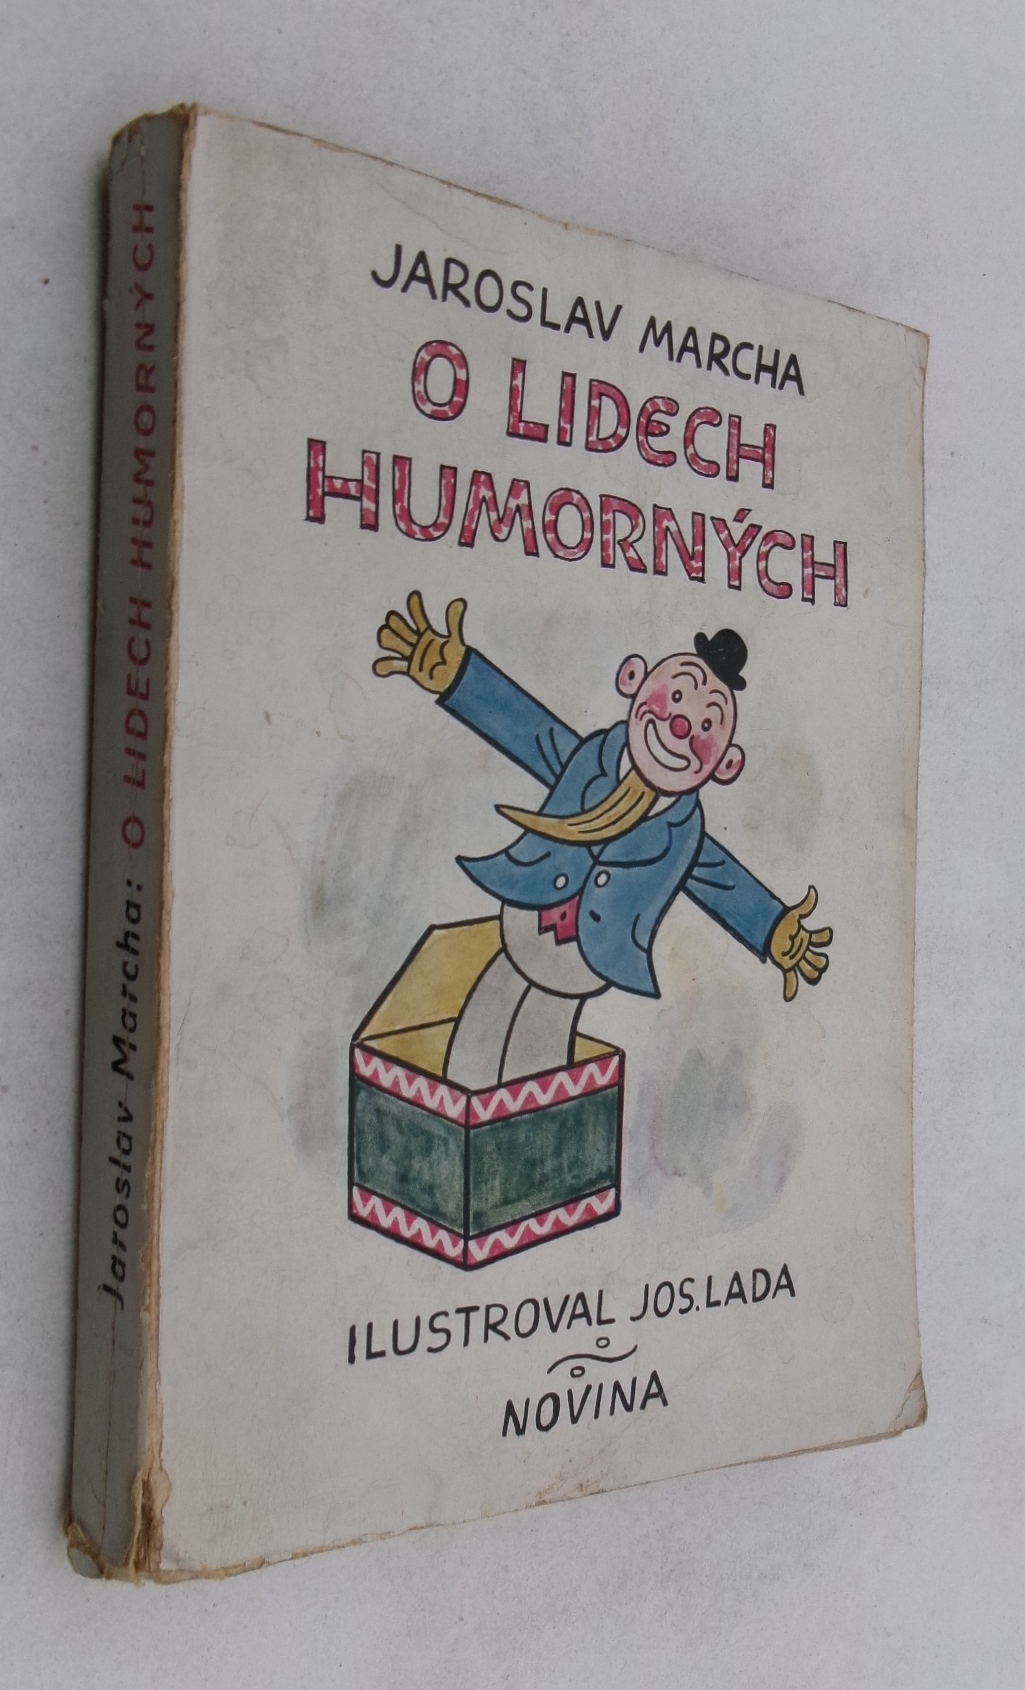 JAROSLAV MARCHA
O LIDECH
HUMORNÝCH
ILUSTROVAL JOS. LADA
NOVINA
Jaroslav Marcha: O LIDECH HUMORNÝCH